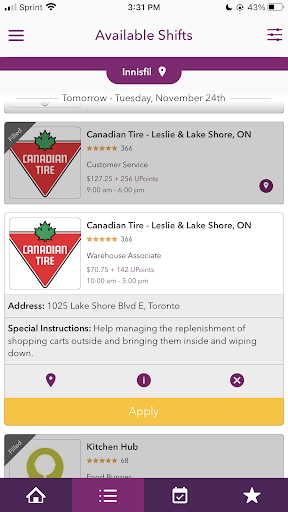 Sprint
3:31 PM
43%
Available Shifts
Innisfil
Tomorrow - Tuesday, November 24th
Filled
CANADIAN
TIRE
Canadian Tire - Leslie & Lake Shore, ON
366
Customer Service
$127.25 + 256 UPoints
9:00 am - 6:00 pm
CANADIAN
TIRE
Canadian Tire - Leslie & Lake Shore, ON
366
Warehouse Associate
$70.75 + 142 UPoints
10:00 am - 3:00 pm
Address: 1025 Lake Shore Blvd E, Toronto
Special Instructions: Help managing the replenishment of
shopping carts outside and bringing them inside and wiping
down.
Apply
Filled
Kitchen Hub
68
Food Runner